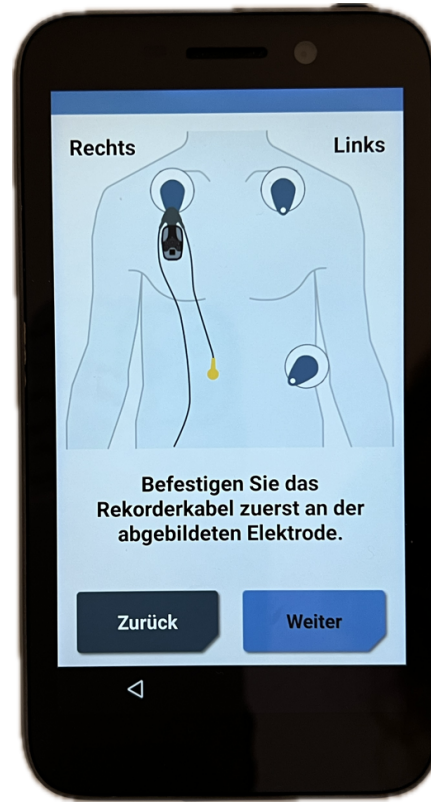 Rechts
Links
Befestigen Sie das
Rekorderkabel zuerst an der
abgebildeten Elektrode.
Zurück
Weiter